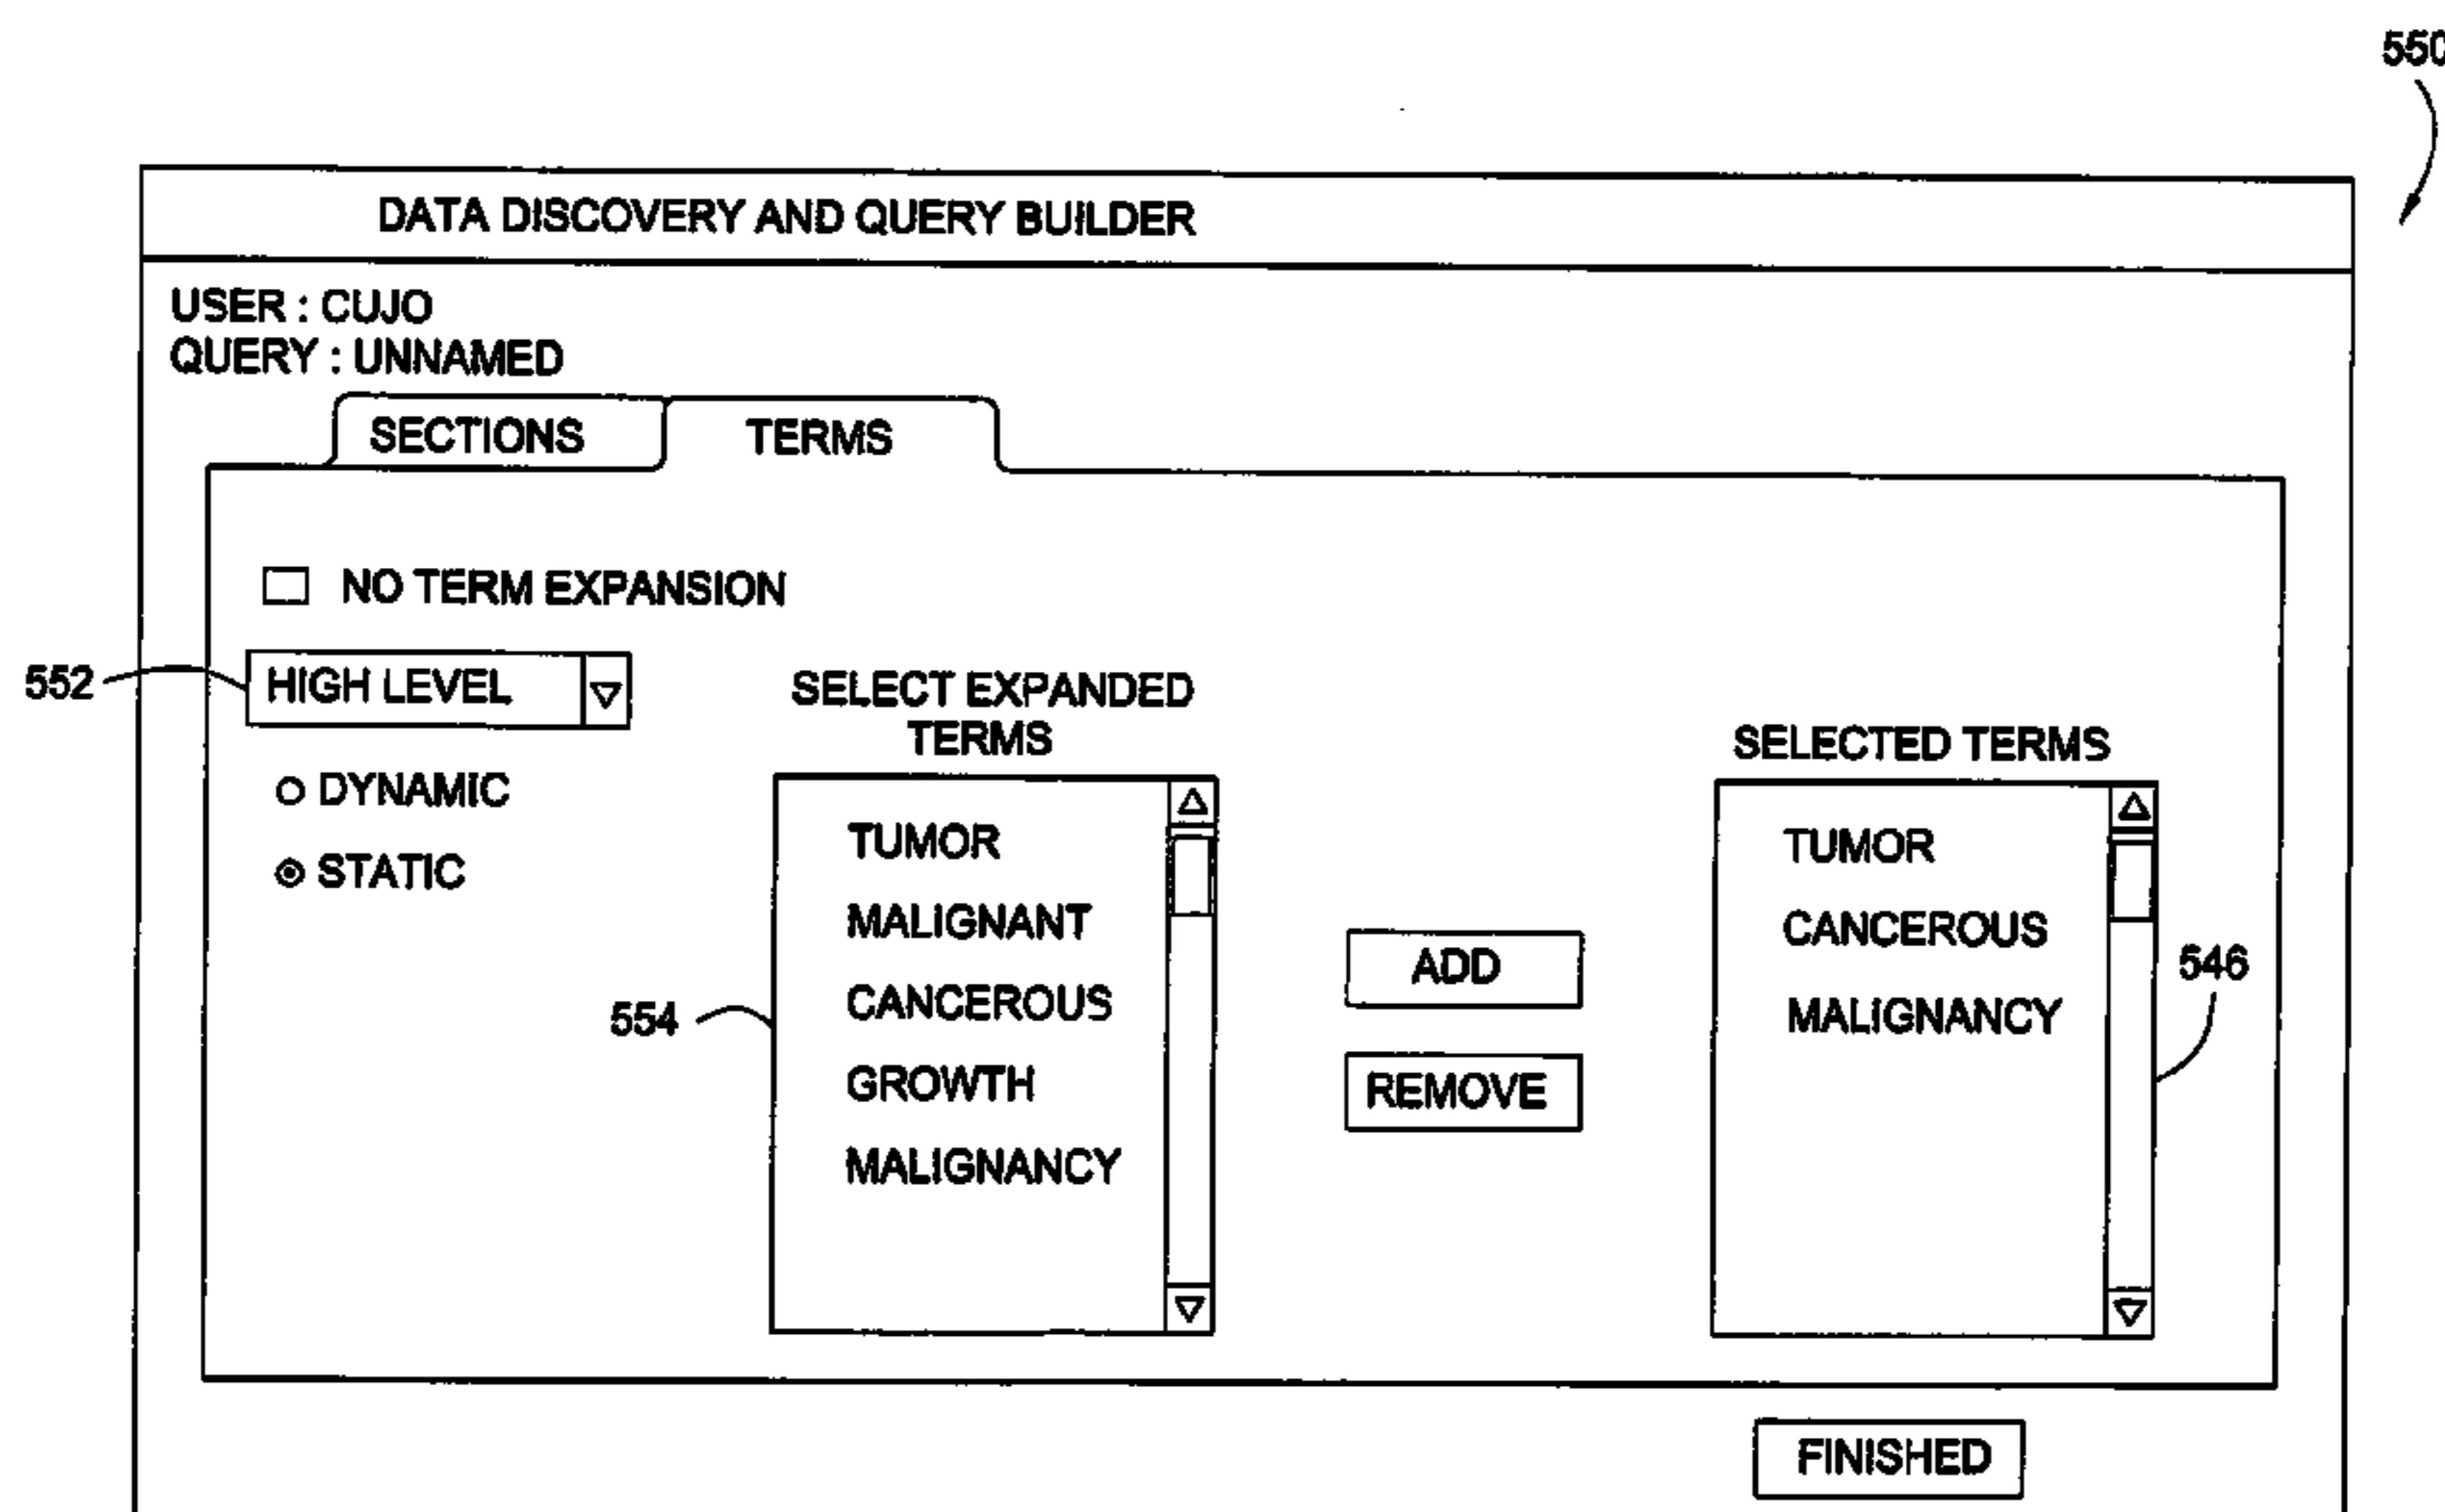 550
DATA DISCOVERY AND QUERY BUILDER
USER : CUJO
QUERY : UNNAMED
SECTIONS
TERMS
NO TERM EXPANSION
552
HIGH LEVEL
DYNAMIC
STATIC
SELECT EXPANDED
TERMS
554
TUMOR
MALIGNANT
CANCEROUS
GROWTH
MALIGNANCY
ADD
REMOVE
SELECTED TERMS
TUMOR
CANCEROUS
MALIGNANCY
546
FINISHED